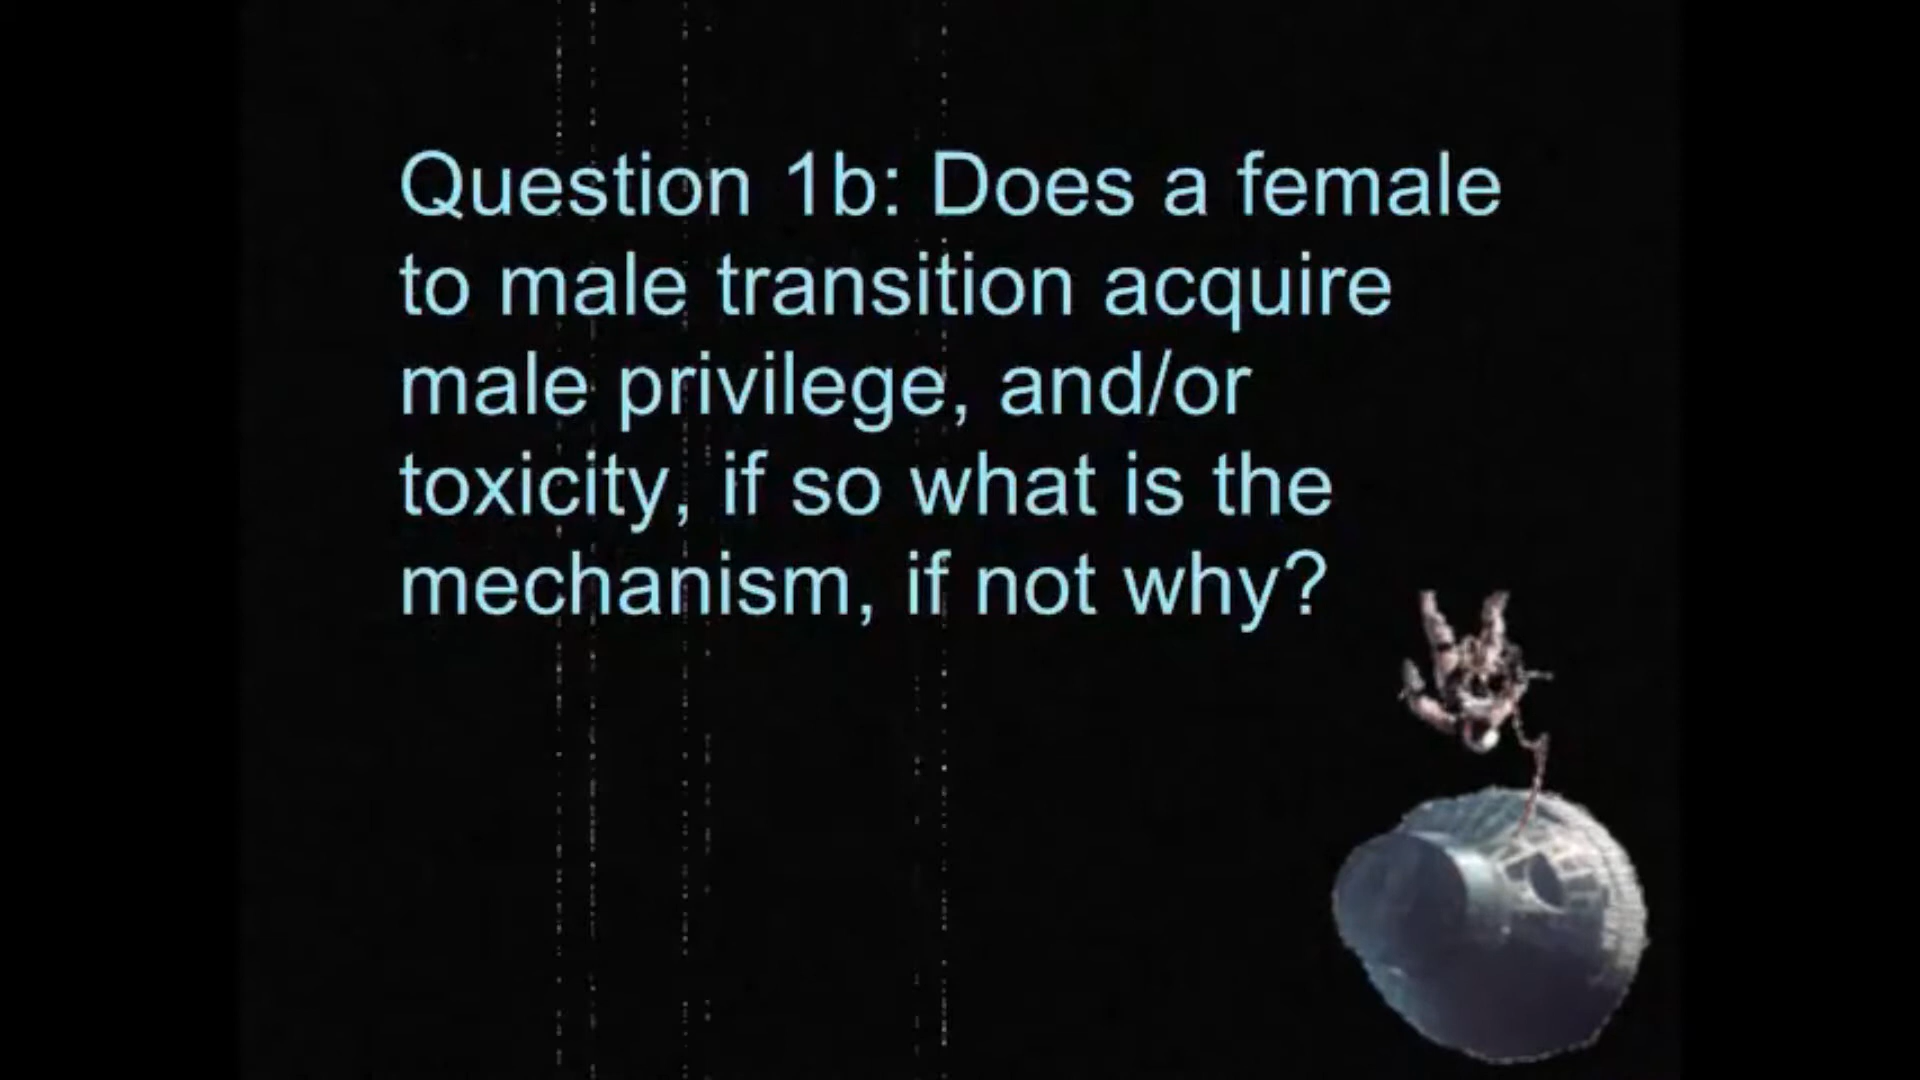 Question 1b: Does a female
to male transition acquire
male privilege, and/or
toxicity,  if so what is the
mechanism, if not why?